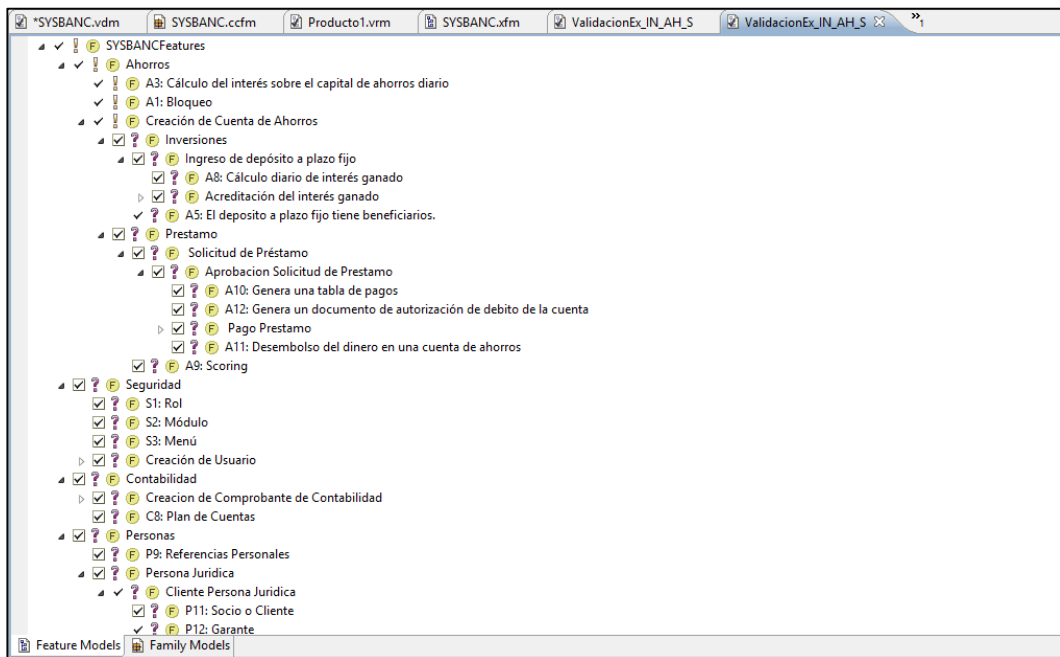 *SYSBANC.vdm SYSBANC.ccfm Producto1.vrm SYSBANC.xfm ValidacionEx_IN_AH_S ValidacionEx_IN_AH_S »1
SYSBANCFeatures
Ahorros
A3: Cálculo del interés sobre el capital de ahorros diario
A1: Bloqueo
Creación de Cuenta de Ahorros
Inversiones
Ingreso de depósito a plazo fijo
A8: Cálculo diario de interés ganado
Acreditación del interés ganado
A5: El deposito a plazo fijo tiene beneficiarios.
Prestamo
Solicitud de Préstamo
Aprobacion Solicitud de Prestamo
A10: Genera una tabla de pagos
A12: Genera un documento de autorización de debito de la cuenta
Pago Prestamo
A11: Desembolso del dinero en una cuenta de ahorros
A9: Scoring
Seguridad
S1: Rol
S2: Módulo
S3: Menú
Creación de Usuario
Contabilidad
Creacion de Comprobante de Contabilidad
C8: Plan de Cuentas
Personas
P9: Referencias Personales
Persona Juridica
Cliente Persona Juridica
P11: Socio o Cliente
P12: Garante
Feature Models Family Models